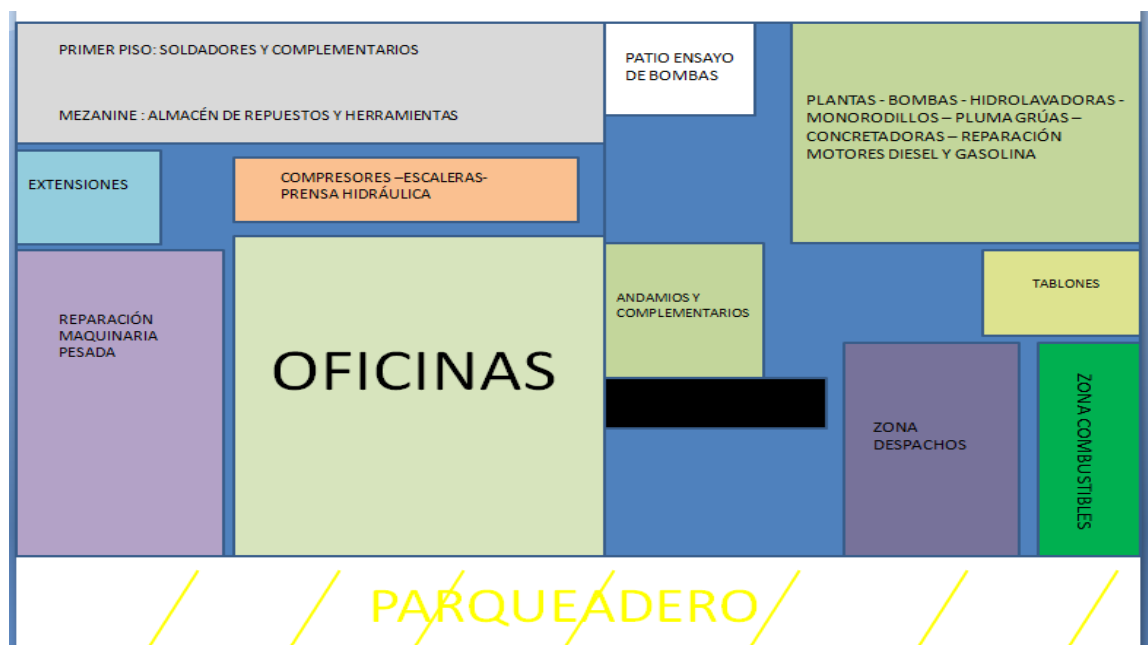 PRIMER PISO: SOLDADORES Y COMPLEMENTARIOS
MEZANINE : ALMACÉN DE REPUESTOS Y HERRAMIENTAS
PATIO ENSAYO
DE BOMBAS
PLANTAS - BOMBAS - HIDROLAVADORAS -
MONORODILLOS – PLUMA GRÚAS –
CONCRETADORAS – REPARACIÓN
MOTORES DIESEL Y GASOLINA
EXTENSIONES
COMPRESORES –ESCALERAS-
PRENSA HIDRÁULICA
REPARACIÓN
MAQUINARIA
PESADA
OFICINAS
ANDAMIOS Y
COMPLEMENTARIOS
TABLONES
ZONA
DESPACHOS
ZONA COMBUSTIBLES
PARQUEADERO